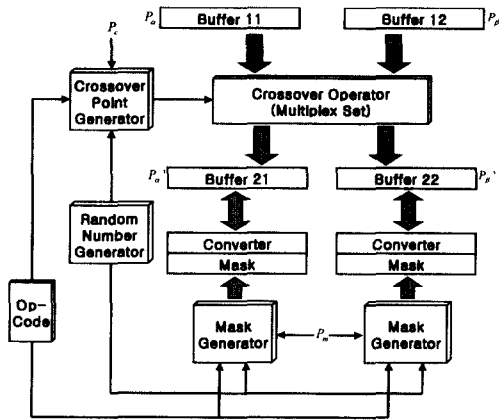 Pα
Buffer 11
Buffer 12
Pβ
Pc
Crossover
Point
Generator
Crossover Operator
(Multiplex Set)
Pα'
Buffer 21
Buffer 22
Pβ'
Random
Number
Generator
Converter
Mask
Converter
Mask
Op-
Code
Mask
Generator
Pm
Mask
Generator